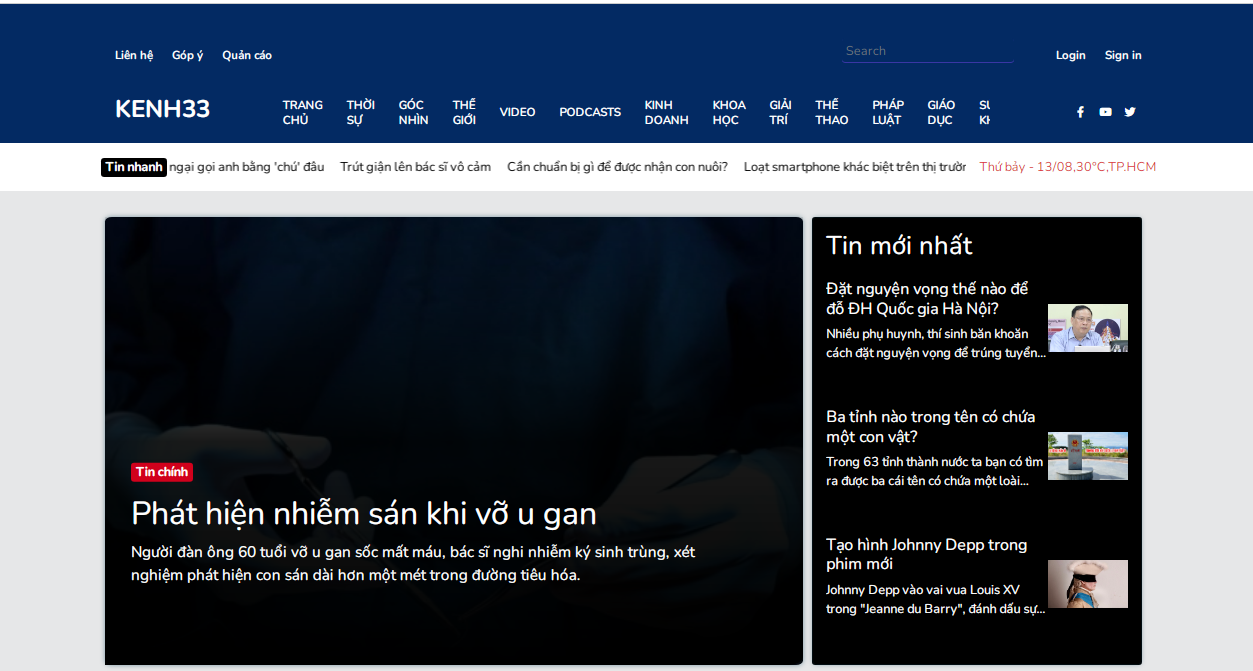 Liên hệ Góp ý Quảng cáo Search Login Sign in
KENH33
TRANG CHỦ
THỜI SỰ
GÓC NHÌN
THẾ GIỚI
VIDEO
PODCASTS
KINH DOANH
KHOA HỌC
GIẢI TRÍ
THỂ THAO
PHÁP LUẬT
GIÁO DỤC
Tin nhanh ngại gọi anh bằng 'chú' đâu Trút giận lên bác sĩ vô cảm Cần chuẩn bị gì để được nhận con nuôi? Loạt smartphone khác biệt trên thị trườn Thứ bảy - 13/08,30°C,TP.HCM
Tin chính
Phát hiện nhiễm sán khi vỡ u gan
Người đàn ông 60 tuổi vỡ u gan sốc mất máu, bác sĩ nghi nhiễm ký sinh trùng, xét
nghiệm phát hiện con sán dài hơn một mét trong đường tiêu hóa.
Tin mới nhất
Đặt nguyện vọng thế nào để
đỗ ĐH Quốc gia Hà Nội?
Nhiều phụ huynh, thí sinh băn khoăn
cách đặt nguyện vọng để trúng tuyển...
Ba tỉnh nào trong tên có chứa
một con vật?
Trong 63 tỉnh thành nước ta bạn có tìm
ra được ba cái tên có chứa một loài...
Tạo hình Johnny Depp trong
phim mới
Johnny Depp vào vai vua Louis XV
trong "Jeanne du Barry", đánh dấu sự...